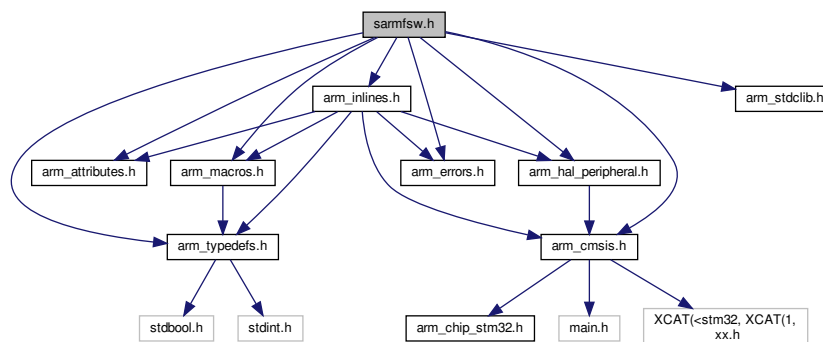 sarmfsw.h
arm_inlines.h
arm_stdclib.h
arm_attributes.h
arm_macros.h
arm_errors.h
arm_hal_peripheral.h
arm_typedefs.h
arm_cmsis.h
stdbool.h
stdint.h
arm_chip_stm32.h
main.h
XCAT(<stm32, XCAT(1,
xx.h